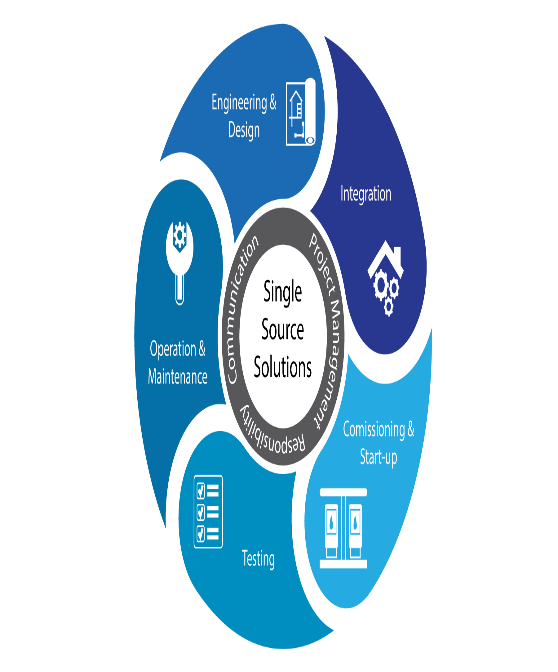 Engineering &
Design
Integration
Comissioning &
Start-up
Testing
Operation &
Maintenance
Communication
Project Management
Responsibility
Single
Source
Solutions